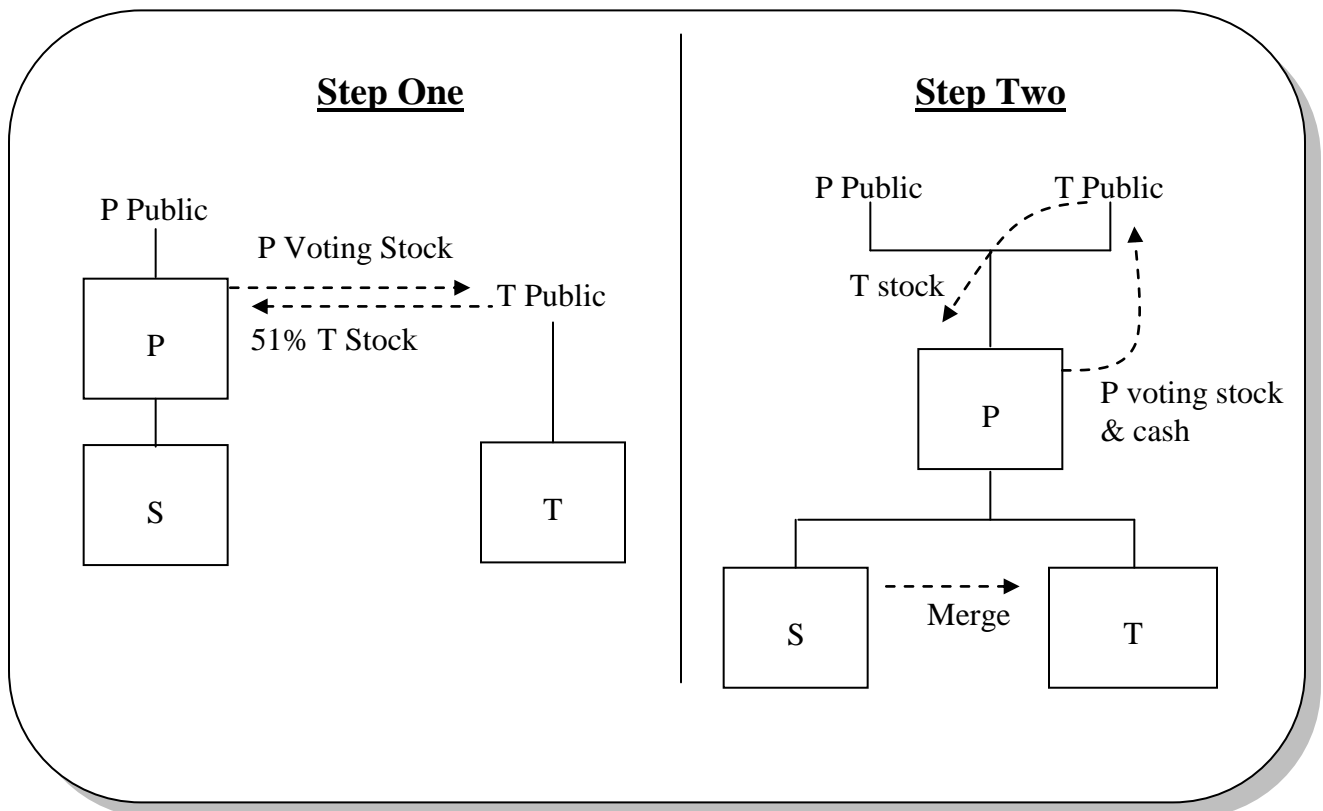 Step One
P Public
P Voting Stock
T Public
51% T Stock
P
S
T
Step Two
P Public
T Public
T stock
P
P voting stock
& cash
S
Merge
T